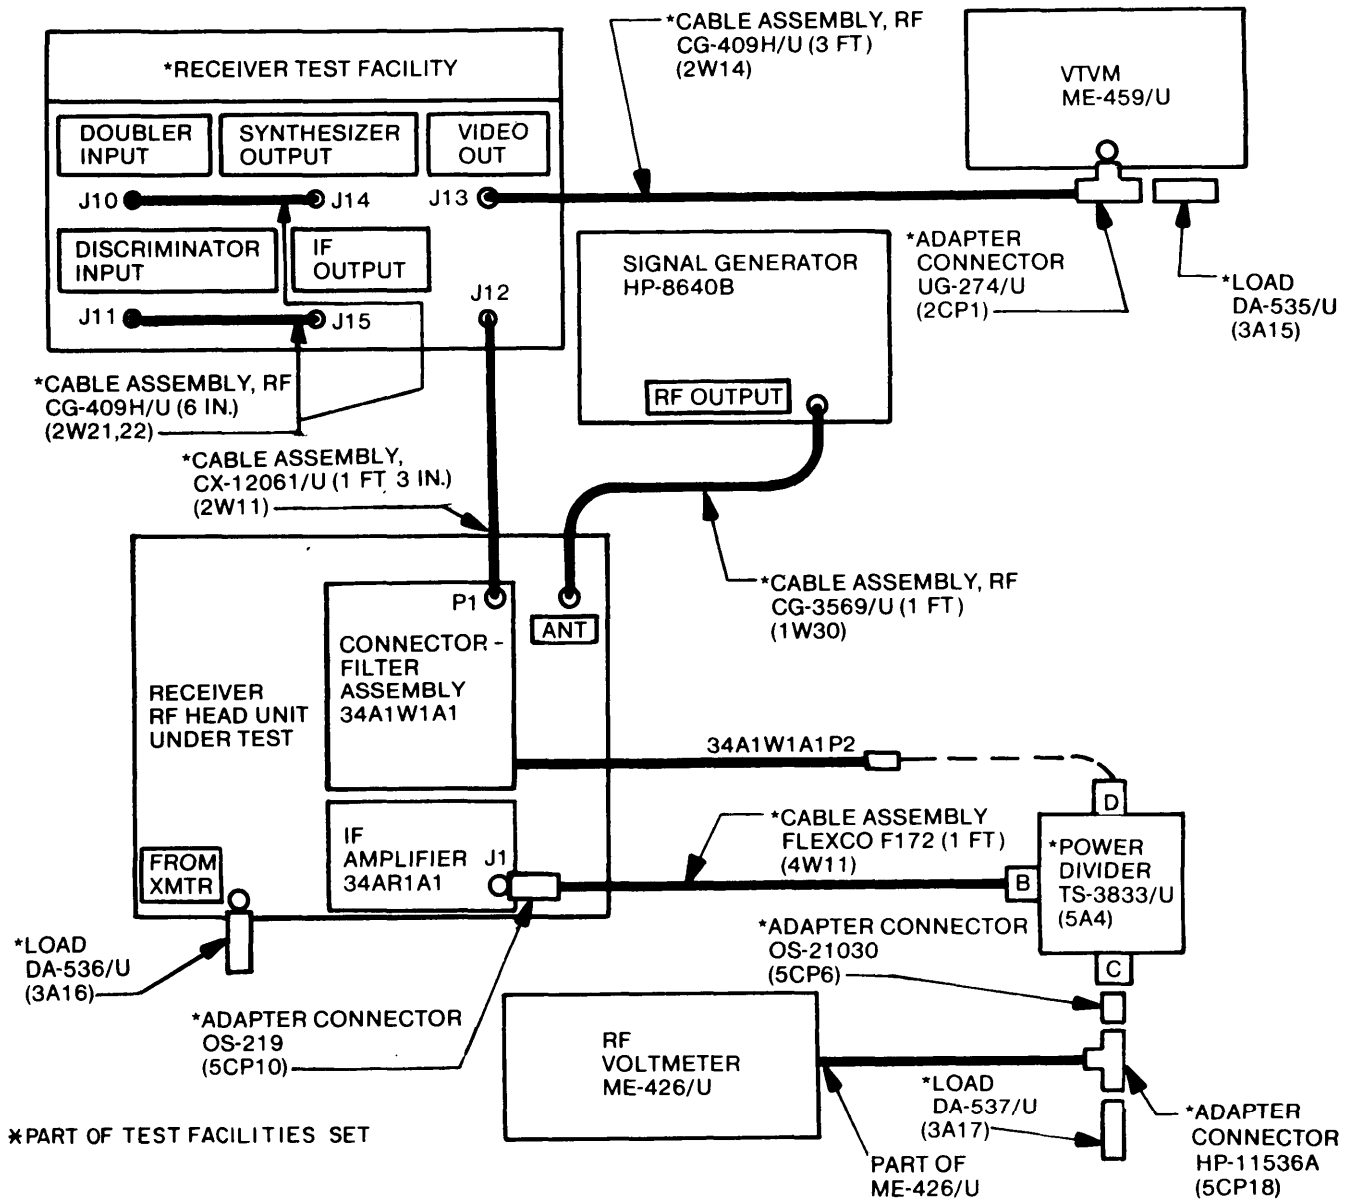 *CABLE ASSEMBLY, RF
CG-409H/U (3 FT)
(2W14)
VTVM
ME-459/U
*RECEIVER TEST FACILITY
DOUBLER
INPUT
SYNTHESIZER
OUTPUT
VIDEO
OUT
J10
J14
J13
DISCRIMINATOR
INPUT
IF
OUTPUT
J12
J11
J15
SIGNAL GENERATOR
HP-8640B
RF OUTPUT
*ADAPTER
CONNECTOR
UG-274/U
(2CP1)
*LOAD
DA-535/U
(3A15)
*CABLE ASSEMBLY, RF
CG-409H/U (6 IN.)
(2W21,22)
*CABLE ASSEMBLY,
CX-12061/U (1 FT 3 IN.)
(2W11)
*CABLE ASSEMBLY, RF
CG-3569/U (1 FT)
(1W30)
P1
ANT
CONNECTOR-
FILTER
ASSEMBLY
34A1W1A1
RECEIVER
RF HEAD UNIT
UNDER TEST
34A1W1A1P2
D
IF
AMPLIFIER
34AR1A1
J1
*CABLE ASSEMBLY
FLEXCO F172 (1 FT)
(4W11)
B
*POWER
DIVIDER
TS-3833/U
(5A4)
C
FROM
XMTR
*LOAD
DA-536/U
(3A16)
*ADAPTER CONNECTOR
OS-21030
(5CP6)
*ADAPTER CONNECTOR
OS-219
(5CP10)
RF
VOLTMETER
ME-426/U
*LOAD
DA-537/U
(3A17)
*ADAPTER
CONNECTOR
HP-11536A
(5CP18)
PART OF
ME-426/U
*PART OF TEST FACILITIES SET